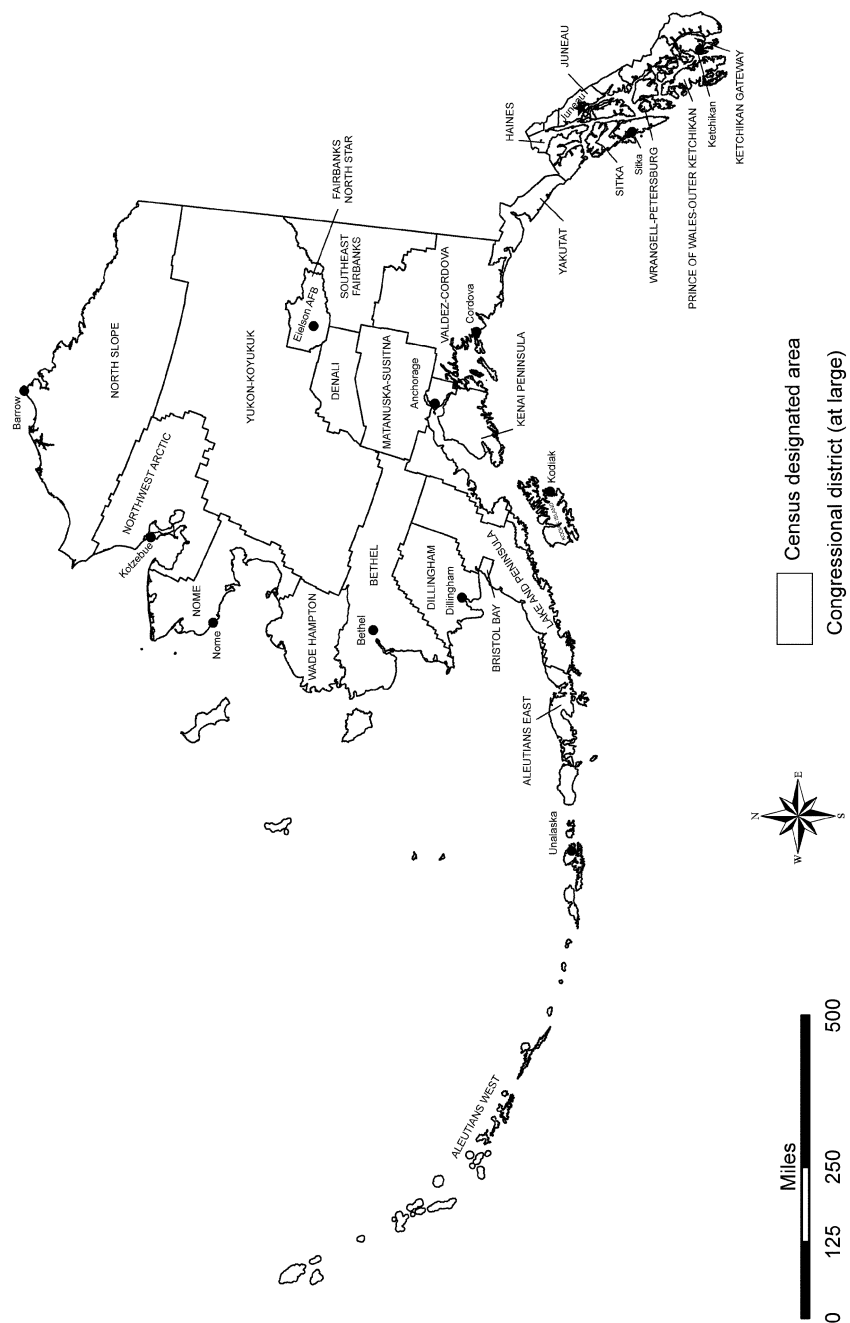 Barrow
NORTH SLOPE
NORTHWEST ARCTIC
Kotzebue
NOME
Nome
YUKON-KOYUKUK
FAIRBANKS
NORTH STAR
Eielson AFB
SOUTHEAST
FAIRBANKS
DENALI
WADE HAMPTON
BETHEL
Bethel
MATANUSKA-SUSITNA
Anchorage
VALDEZ-CORDOVA
Cordova
DILLINGHAM
Dillingham
BRISTOL BAY
LAKE AND PENINSULA
KENAI PENINSULA
Kodiak
ALEUTIANS EAST
Unalaska
ALEUTIANS WEST
YAKUTAT
HAINES
JUNEAU
Juneau
SITKA
Sitka
WRANGELL-PETERSBURG
PRINCE OF WALES-OUTER KETCHIKAN
Ketchikan
KETCHIKAN GATEWAY
N
W
E
S
Miles
0 125 250 500
Census designated area
Congressional district (at large)